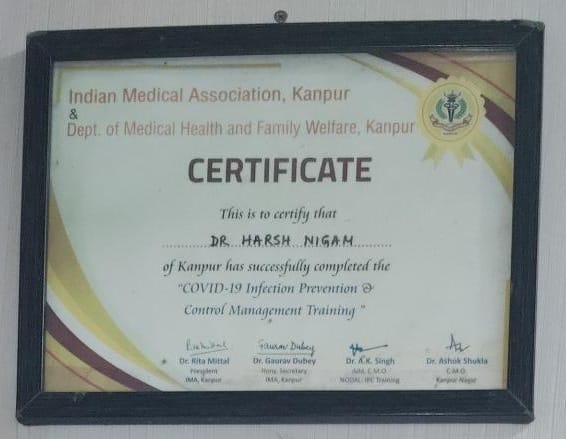 Indian Medical Association, Kanpur
&
Dept. of Medical Health and Family Welfare, Kanpur
CERTIFICATE
This is to certify that
DR HARSH NIGAM
of Kanpur has successfully completed the
"COVID-19 Infection Prevention &
Control Management Training "
Gaurav Dubey
Dr. Rita Mittal Dr. Gaurav Dubey Dr. A.K. Singh Dr. Ashok Shukla
President Hony. Secretary C.M.O. C.M.O.
IMA, Kanpur IMA, Kanpur NODAL: IPC Training Kanpur Nagar